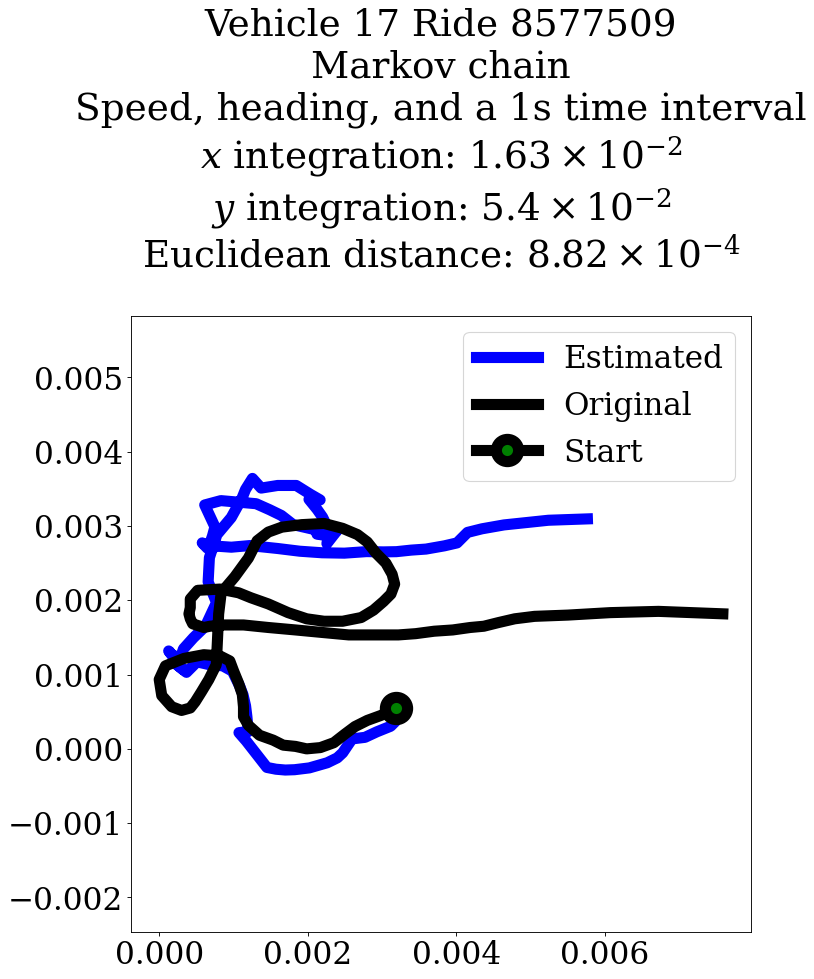 Vehicle 17 Ride 8577509
Markov chain
Speed, heading, and a 1s time interval
x integration: 1.63 × 10⁻²
y integration: 5.4 × 10⁻²
Euclidean distance: 8.82 × 10⁻⁴
Estimated
Original
Start
0.005
0.004
0.003
0.002
0.001
0.000
−0.001
−0.002
0.000 0.002 0.004 0.006